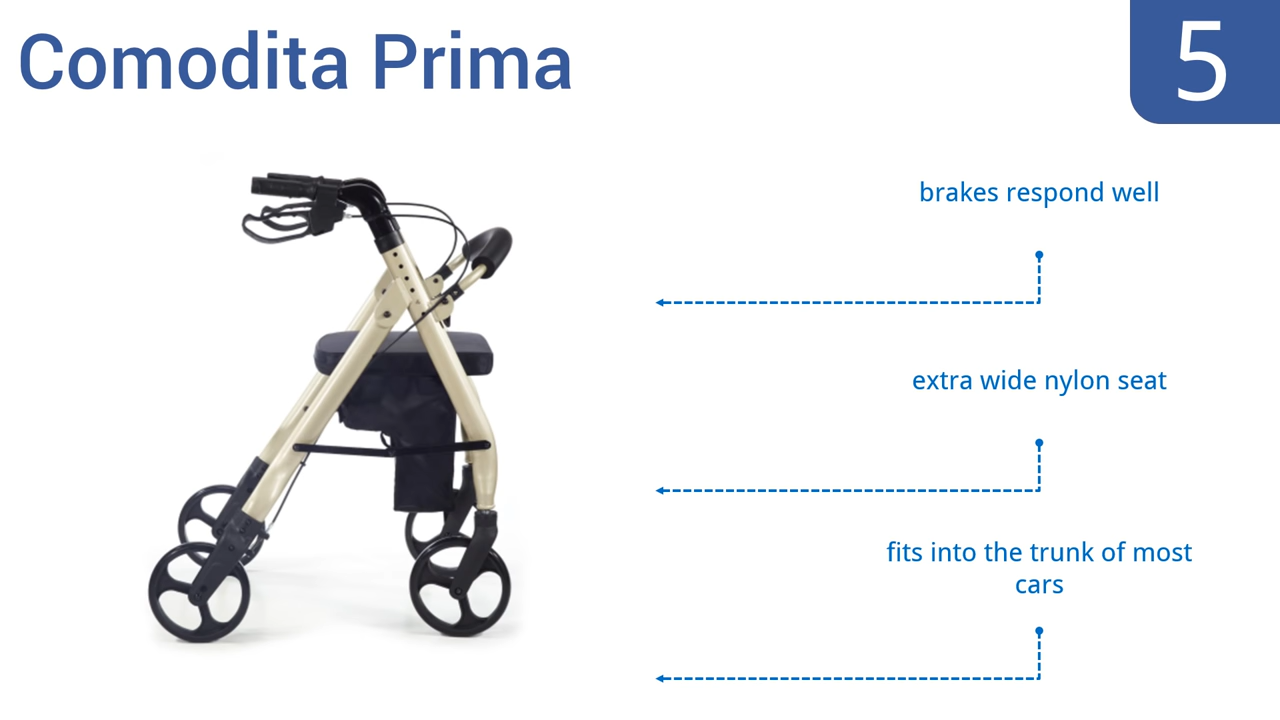 Comodita Prima
5
brakes respond well
extra wide nylon seat
fits into the trunk of most
cars